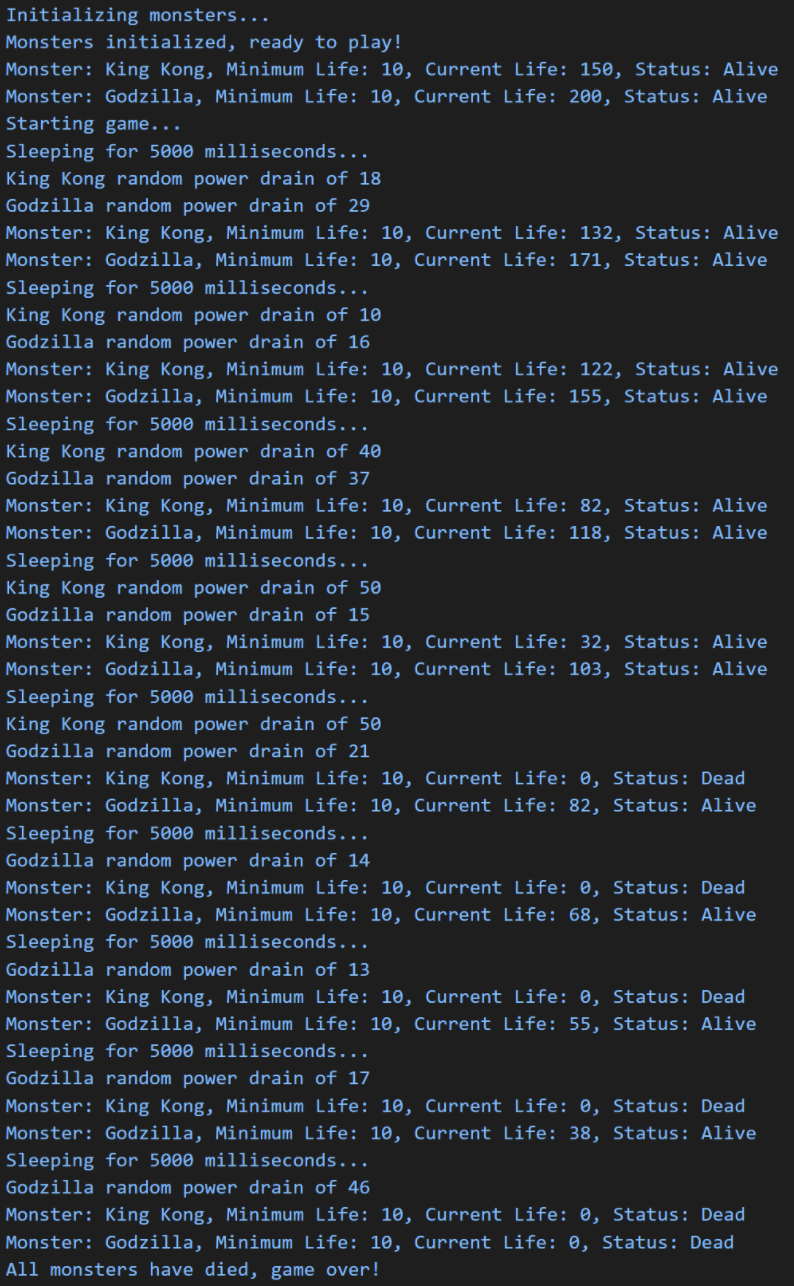 Initializing monsters...
Monsters initialized, ready to play!
Monster: King Kong, Minimum Life: 10, Current Life: 150, Status: Alive
Monster: Godzilla, Minimum Life: 10, Current Life: 200, Status: Alive
Starting game...
Sleeping for 5000 milliseconds...
King Kong random power drain of 18
Godzilla random power drain of 29
Monster: King Kong, Minimum Life: 10, Current Life: 132, Status: Alive
Monster: Godzilla, Minimum Life: 10, Current Life: 171, Status: Alive
Sleeping for 5000 milliseconds...
King Kong random power drain of 10
Godzilla random power drain of 16
Monster: King Kong, Minimum Life: 10, Current Life: 122, Status: Alive
Monster: Godzilla, Minimum Life: 10, Current Life: 155, Status: Alive
Sleeping for 5000 milliseconds...
King Kong random power drain of 40
Godzilla random power drain of 37
Monster: King Kong, Minimum Life: 10, Current Life: 82, Status: Alive
Monster: Godzilla, Minimum Life: 10, Current Life: 118, Status: Alive
Sleeping for 5000 milliseconds...
King Kong random power drain of 50
Godzilla random power drain of 15
Monster: King Kong, Minimum Life: 10, Current Life: 32, Status: Alive
Monster: Godzilla, Minimum Life: 10, Current Life: 103, Status: Alive
Sleeping for 5000 milliseconds...
King Kong random power drain of 50
Godzilla random power drain of 21
Monster: King Kong, Minimum Life: 10, Current Life: 0, Status: Dead
Monster: Godzilla, Minimum Life: 10, Current Life: 82, Status: Alive
Sleeping for 5000 milliseconds...
Godzilla random power drain of 14
Monster: King Kong, Minimum Life: 10, Current Life: 0, Status: Dead
Monster: Godzilla, Minimum Life: 10, Current Life: 68, Status: Alive
Sleeping for 5000 milliseconds...
Godzilla random power drain of 13
Monster: King Kong, Minimum Life: 10, Current Life: 0, Status: Dead
Monster: Godzilla, Minimum Life: 10, Current Life: 55, Status: Alive
Sleeping for 5000 milliseconds...
Godzilla random power drain of 17
Monster: King Kong, Minimum Life: 10, Current Life: 0, Status: Dead
Monster: Godzilla, Minimum Life: 10, Current Life: 38, Status: Alive
Sleeping for 5000 milliseconds...
Godzilla random power drain of 46
Monster: King Kong, Minimum Life: 10, Current Life: 0, Status: Dead
Monster: Godzilla, Minimum Life: 10, Current Life: 0, Status: Dead
All monsters have died, game over!